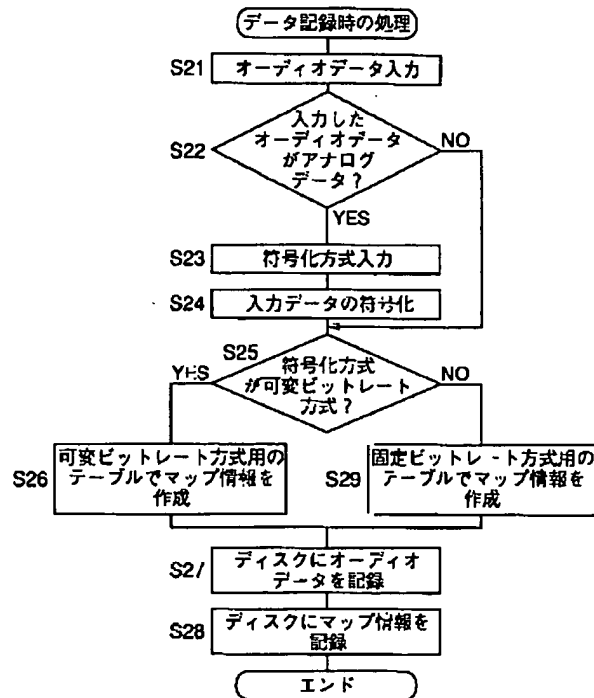 データ記録時の処理
S21
オーディオデータ入力
入力した
オーディオデータ
がアナログ
データ?
S22
NO
YES
S23
符号化方式入力
S24
入力データの符号化
S25
符号化方式
が可変ビットレート
方式?
YES
NO
S26
可変ビットレート方式用の
テーブルでマップ情報を
作成
S29
固定ビットレート方式用の
テーブルでマップ情報を
作成
S27
ディスクにオーディオ
データを記録
S28
ディスクにマップ情報を
記録
エンド